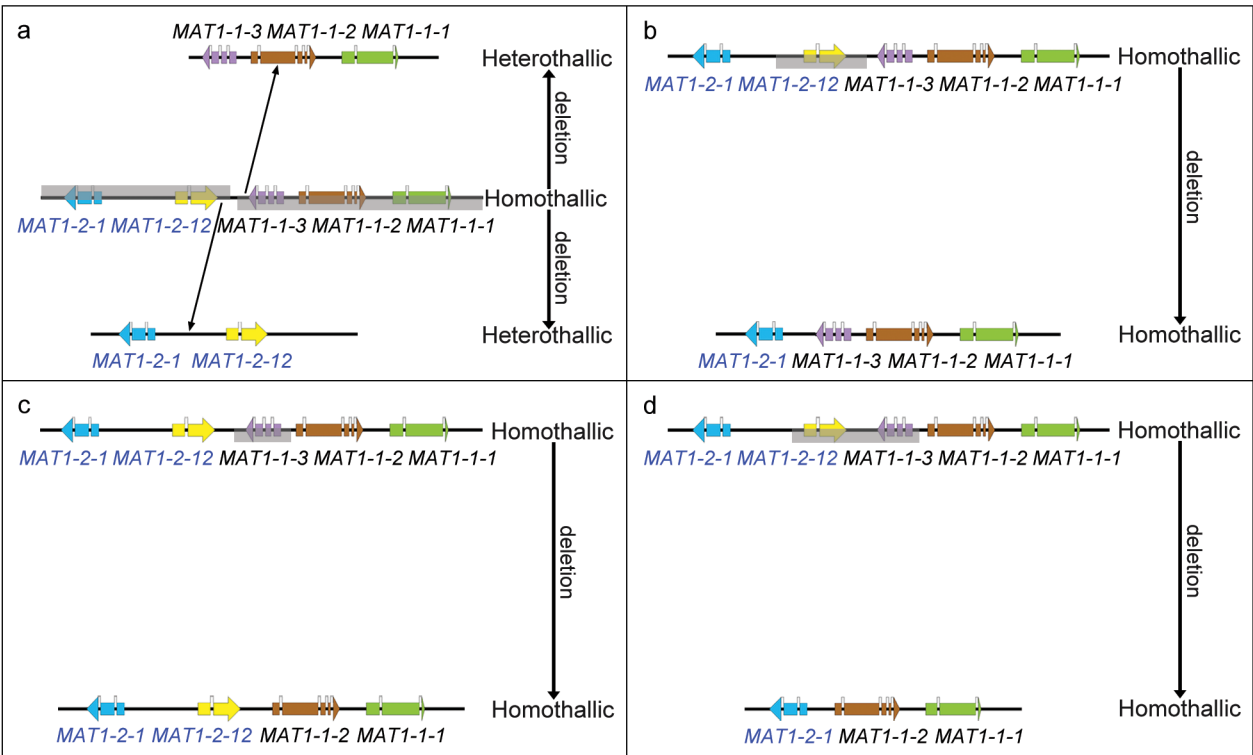 a
MAT1-1-3 MAT1-1-2 MAT1-1-1
Heterothallic
deletion
Homothallic
MAT1-2-1 MAT1-2-12 MAT1-1-3 MAT1-1-2 MAT1-1-1
deletion
Heterothallic
MAT1-2-1 MAT1-2-12
b
Homothallic
MAT1-2-1 MAT1-2-12 MAT1-1-3 MAT1-1-2 MAT1-1-1
deletion
Homothallic
MAT1-2-1 MAT1-1-3 MAT1-1-2 MAT1-1-1
c
Homothallic
MAT1-2-1 MAT1-2-12 MAT1-1-3 MAT1-1-2 MAT1-1-1
deletion
Homothallic
MAT1-2-1 MAT1-2-12 MAT1-1-2 MAT1-1-1
d
Homothallic
MAT1-2-1 MAT1-2-12 MAT1-1-3 MAT1-1-2 MAT1-1-1
deletion
Homothallic
MAT1-2-1 MAT1-1-2 MAT1-1-1